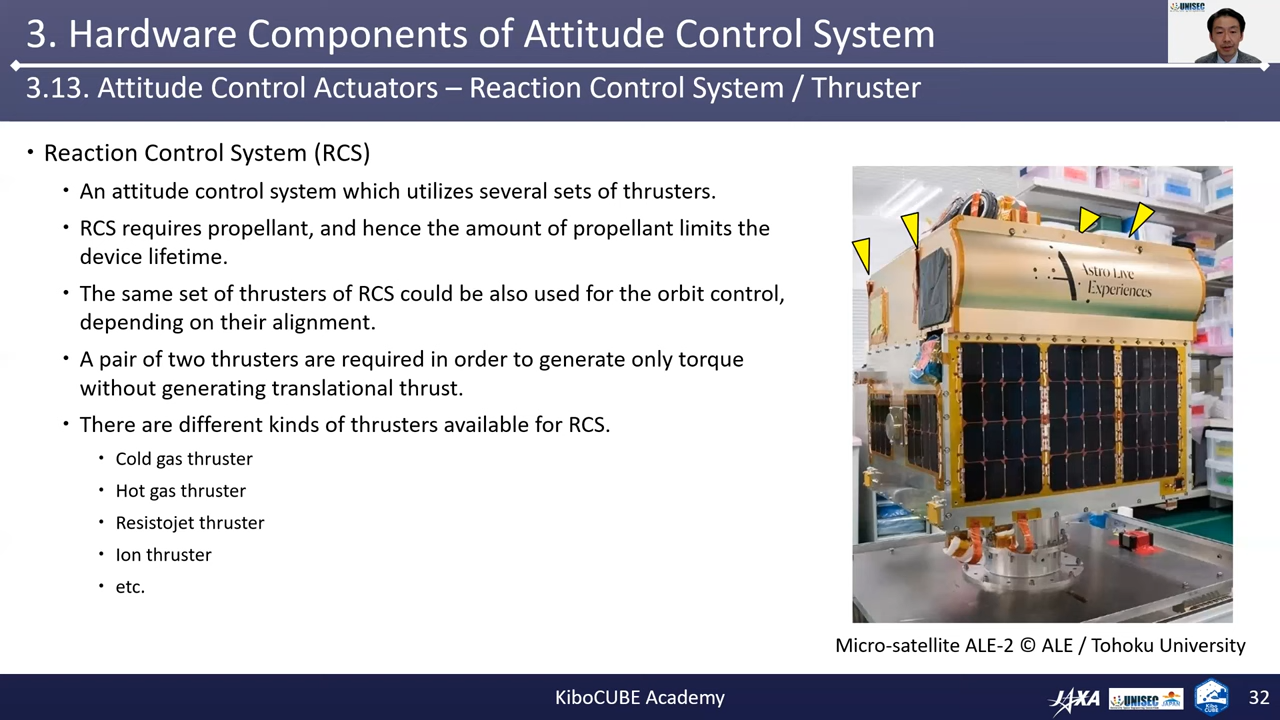 3. Hardware Components of Attitude Control System
UNISEC
3.13. Attitude Control Actuators – Reaction Control System / Thruster
• Reaction Control System (RCS)
• An attitude control system which utilizes several sets of thrusters.
• RCS requires propellant, and hence the amount of propellant limits the
device lifetime.
• The same set of thrusters of RCS could be also used for the orbit control,
depending on their alignment.
• A pair of two thrusters are required in order to generate only torque
without generating translational thrust.
• There are different kinds of thrusters available for RCS.
• Cold gas thruster
• Hot gas thruster
• Resistojet thruster
• Ion thruster
• etc.
Astro Live
Experiences
Micro-satellite ALE-2 © ALE / Tohoku University
KiboCUBE Academy
JAXA
UNISEC
JAPAN
Kibo
CUBE
32